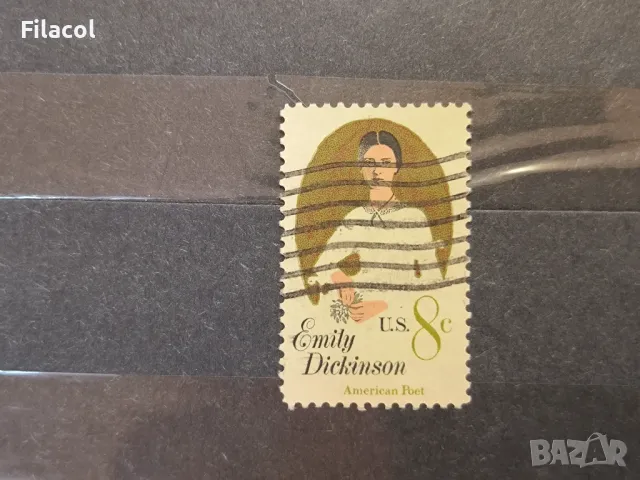 Filacol
U.S. 8c
Emily
Dickinson
American Poet
BAZAR